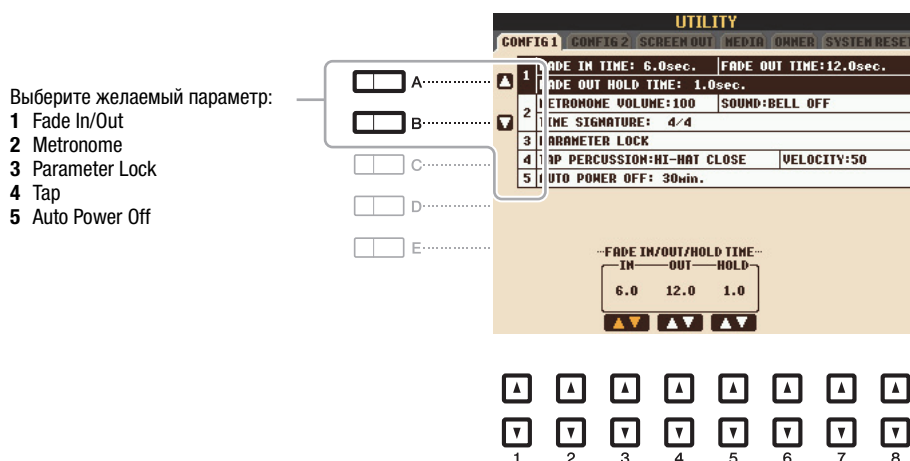 UTILITY
CONFIG 1 CONFIG 2 SCREEN OUT MEDIA OWNER SYSTEM RESET
Выберите желаемый параметр:
1 Fade In/Out
2 Metronome
3 Parameter Lock
4 Tap
5 Auto Power Off
A
B
C
D
E
1 FADE IN TIME: 6.0sec. FADE OUT TIME:12.0sec.
FADE OUT HOLD TIME: 1.0sec.
2 METRONOME VOLUME:100 SOUND:BELL OFF
TIME SIGNATURE: 4/4
3 PARAMETER LOCK
4 TAP PERCUSSION:HI-HAT CLOSE VELOCITY:50
5 AUTO POWER OFF: 30min.
FADE IN/OUT/HOLD TIME
IN OUT HOLD
6.0 12.0 1.0
1 2 3 4 5 6 7 8